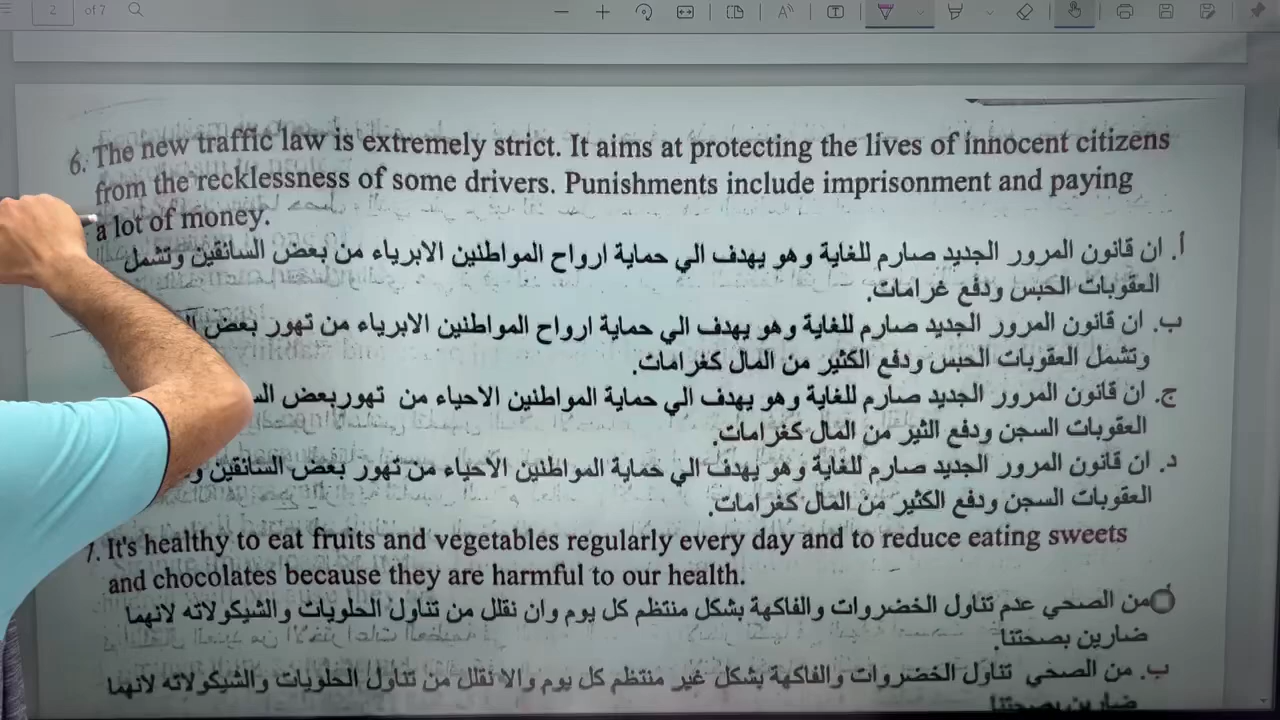 2 of 7
6. The new traffic law is extremely strict. It aims at protecting the lives of innocent citizens
from the recklessness of some drivers. Punishments include imprisonment and paying
a lot of money.
أ. ان قانون المرور الجديد صارم للغاية وهو يهدف الي حماية ارواح المواطنين الابرياء من بعض السائقين وتشمل
العقوبات الحبس ودفع غرامات.
ب. ان قانون المرور الجديد صارم للغاية وهو يهدف الي حماية ارواح المواطنين الابرياء من تهور بعض
وتشمل العقوبات الحبس ودفع الكثير من المال كغرامات.
ج. ان قانون المرور الجديد صارم للغاية وهو يهدف الي حماية المواطنين الاحياء من تهوربعض
العقوبات السجن ودفع الثير من المال كغرامات.
د. ان قانون المرور الجديد صارم للغاية وهو يهدف الي حماية المواطنين الاحياء من تهور بعض السائقين
العقوبات السجن ودفع الكثير من المال كغرامات.
7. It's healthy to eat fruits and vegetables regularly every day and to reduce eating sweets
and chocolates because they are harmful to our health.
أ من الصحي عدم تناول الخضروات والفاكهة بشكل منتظم كل يوم وان نقلل من تناول الحلويات والشيكولاته لانهما
ضارين بصحتنا.
ب. من الصحي تناول الخضروات والفاكهة بشكل غير منتظم كل يوم والا نقلل من تناول الحلويات والشيكولاته لانهما
ضارين بصحتنا